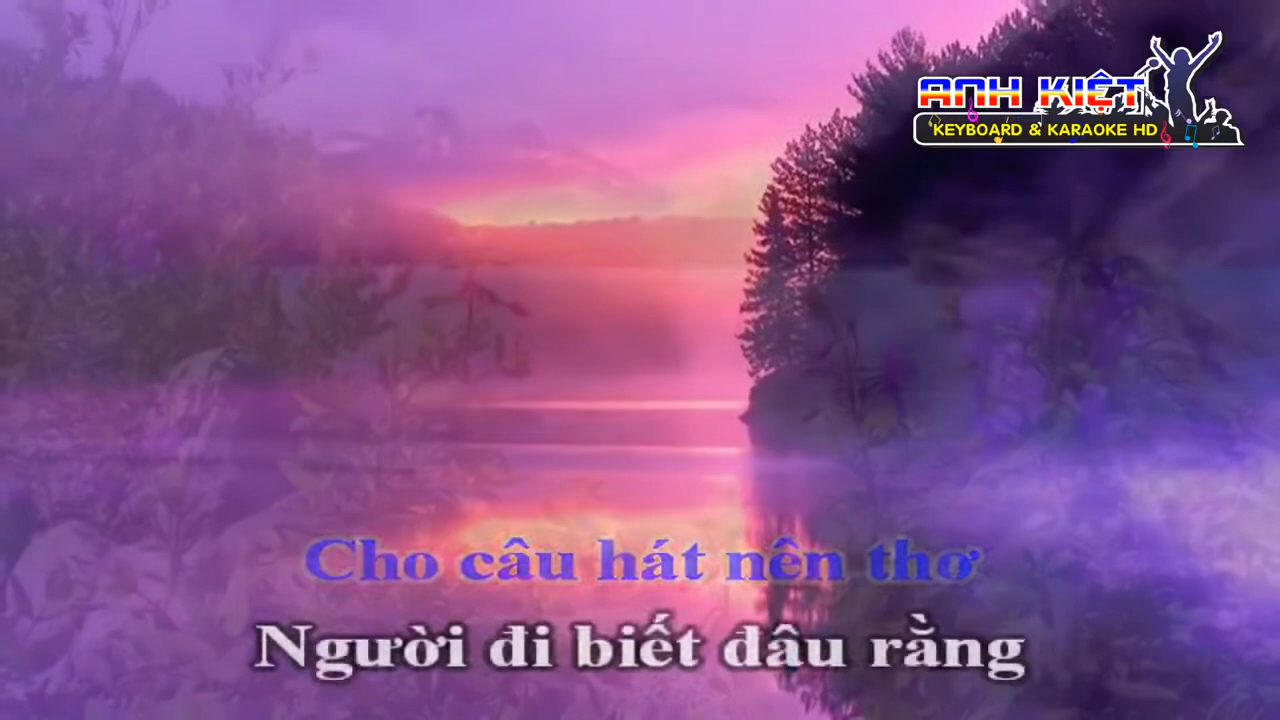 ANH KIỆT
KEYBOARD & KARAOKE HD
Cho câu hát nên thơ
Người đi biết đâu rằng